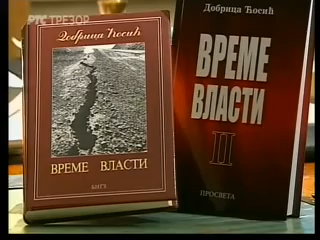 РТС ТРЕЗОР
Добрица Ћосић
ВРЕМЕ ВЛАСТИ
БИГЗ
Добрица Ћосић
ВРЕМЕ
ВЛАСТИ
II
ПРОСВЕТА